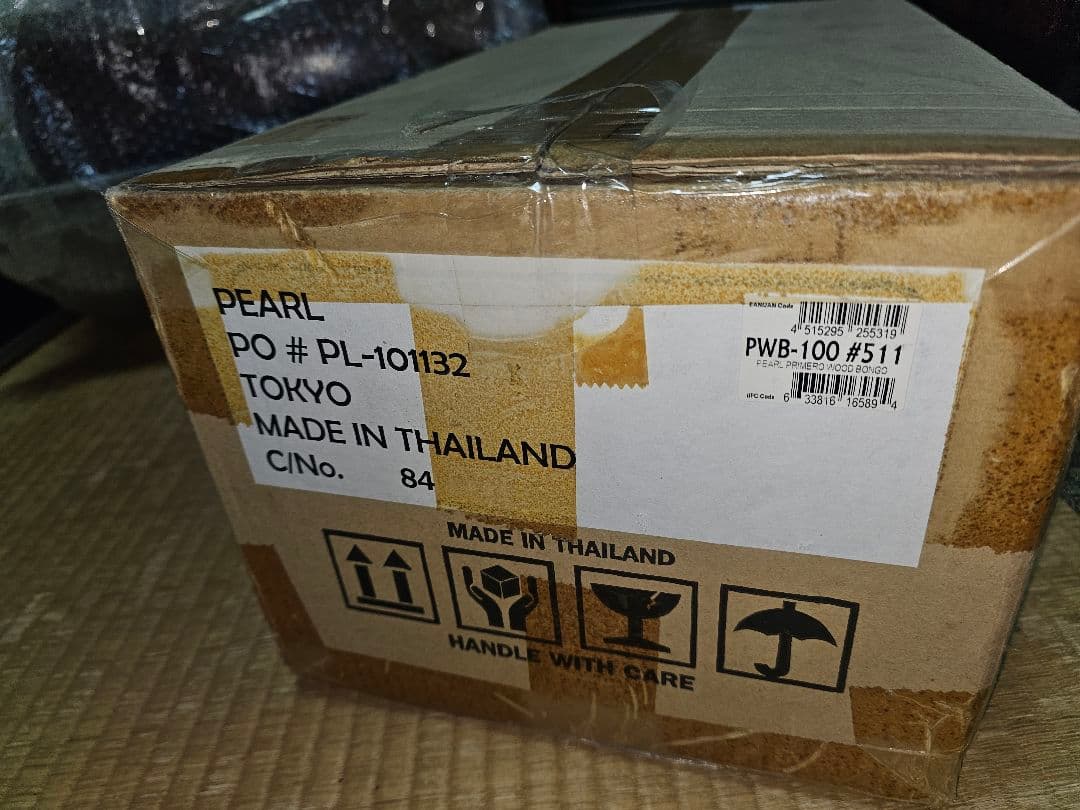 PEARL
PO # PL-101132
TOKYO
MADE IN THAILAND
C/No. 84
EAN/JAN Code
4 515295 255319
PWB-100 #511
PEARL PRIMERO WOOD BONGO
UPC Code 6 33816 16589 4
MADE IN THAILAND
HANDLE WITH CARE